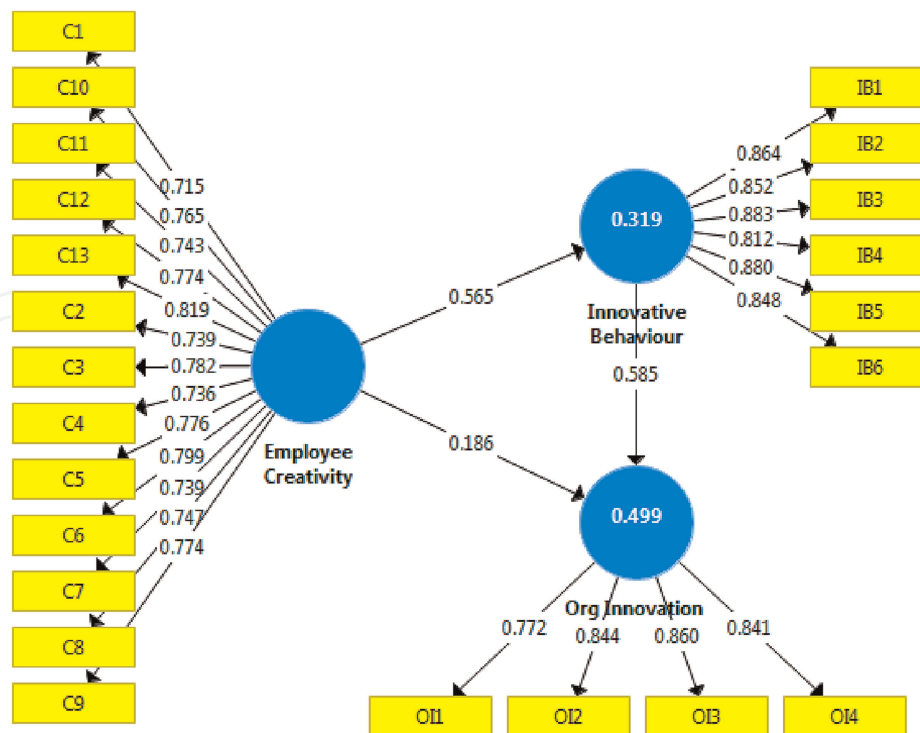 C1
C10
C11
C12
C13
C2
C3
C4
C5
C6
C7
C8
C9
0.715
0.765
0.743
0.774
0.819
0.739
0.782
0.736
0.776
0.799
0.739
0.747
0.774
Employee
Creativity
0.565
0.186
0.319
Innovative
Behaviour
0.585
0.864
0.852
0.883
0.812
0.880
0.848
IB1
IB2
IB3
IB4
IB5
IB6
0.499
Org Innovation
0.772
0.844
0.860
0.841
OI1
OI2
OI3
OI4